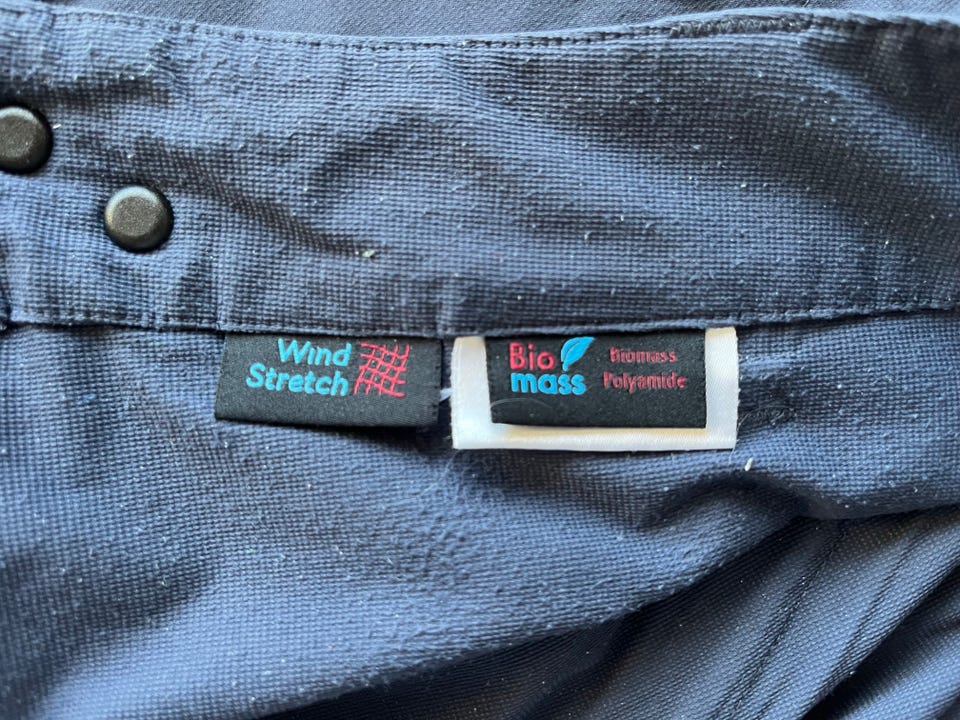 Wind
Stretch
Bio
mass
Biomass
Polyamide